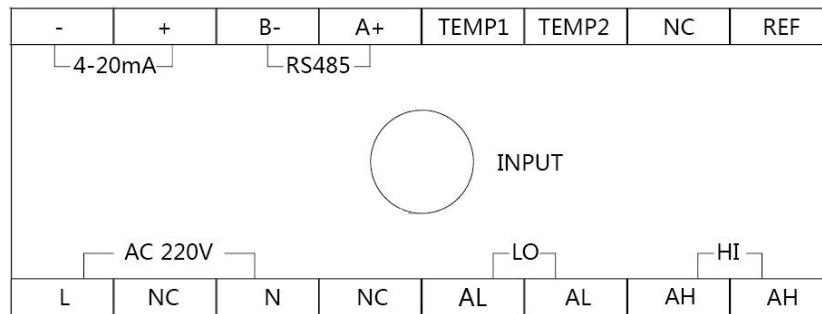 - + B- A+ TEMP1 TEMP2 NC REF
4-20mA RS485
INPUT
AC 220V LO HI
L NC N NC AL AL AH AH